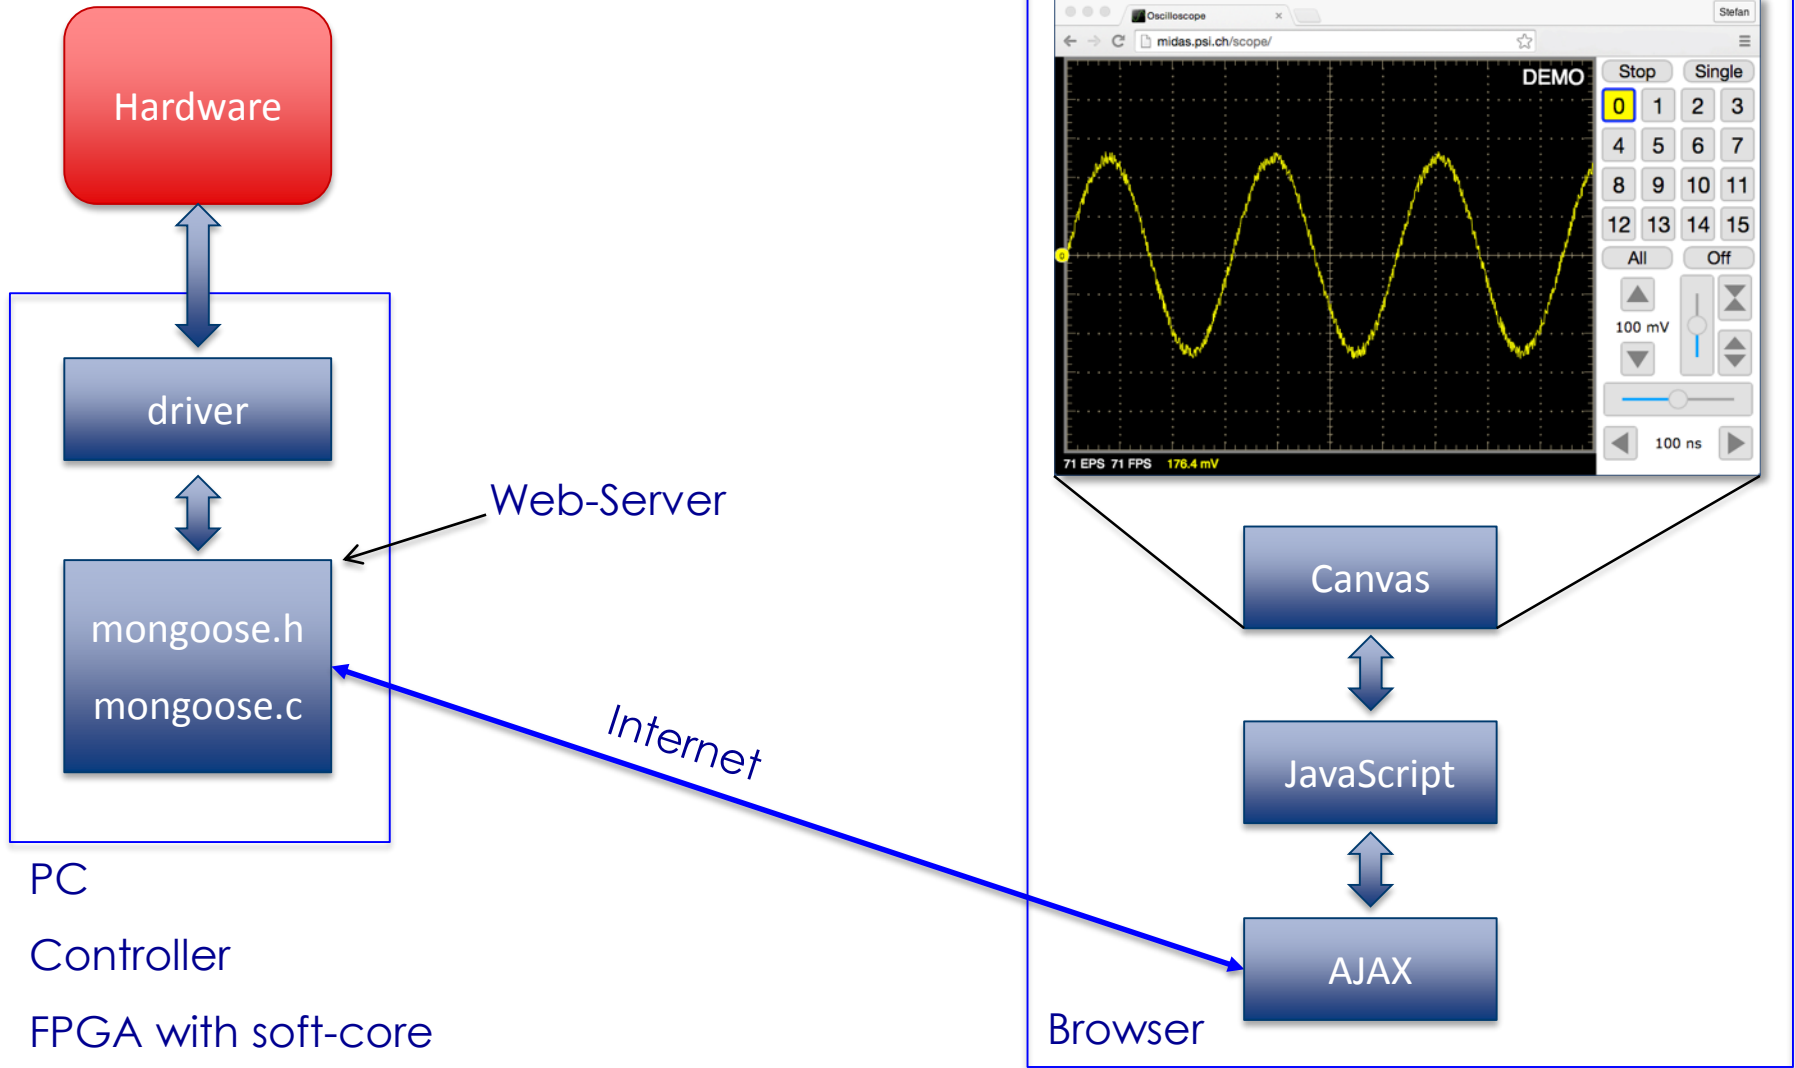 Hardware
driver
Web-Server
mongoose.h
mongoose.c
Internet
PC
Controller
FPGA with soft-core
Oscilloscope
Stefan
midas.psi.ch/scope/
DEMO
Stop Single
0 1 2 3
4 5 6 7
8 9 10 11
12 13 14 15
All Off
0
100 mV
100 ns
71 EPS 71 FPS 176.4 mV
Canvas
JavaScript
AJAX
Browser